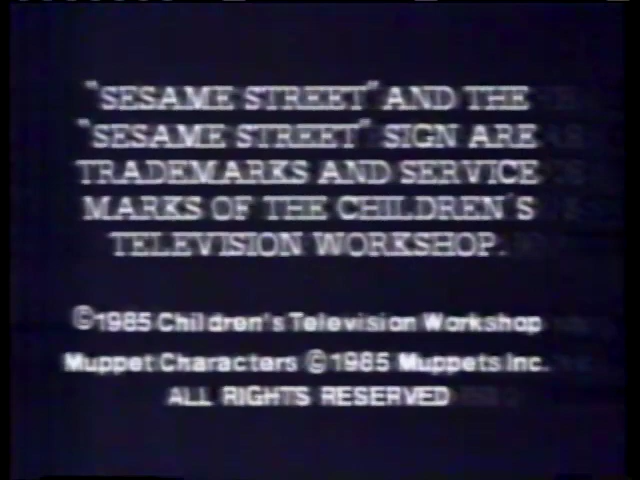 "SESAME STREET" AND THE
"SESAME STREET" SIGN ARE
TRADEMARKS AND SERVICE
MARKS OF THE CHILDREN'S
TELEVISION WORKSHOP.
©1985 Children's Television Workshop
Muppet Characters ©1985 Muppets Inc.
ALL RIGHTS RESERVED